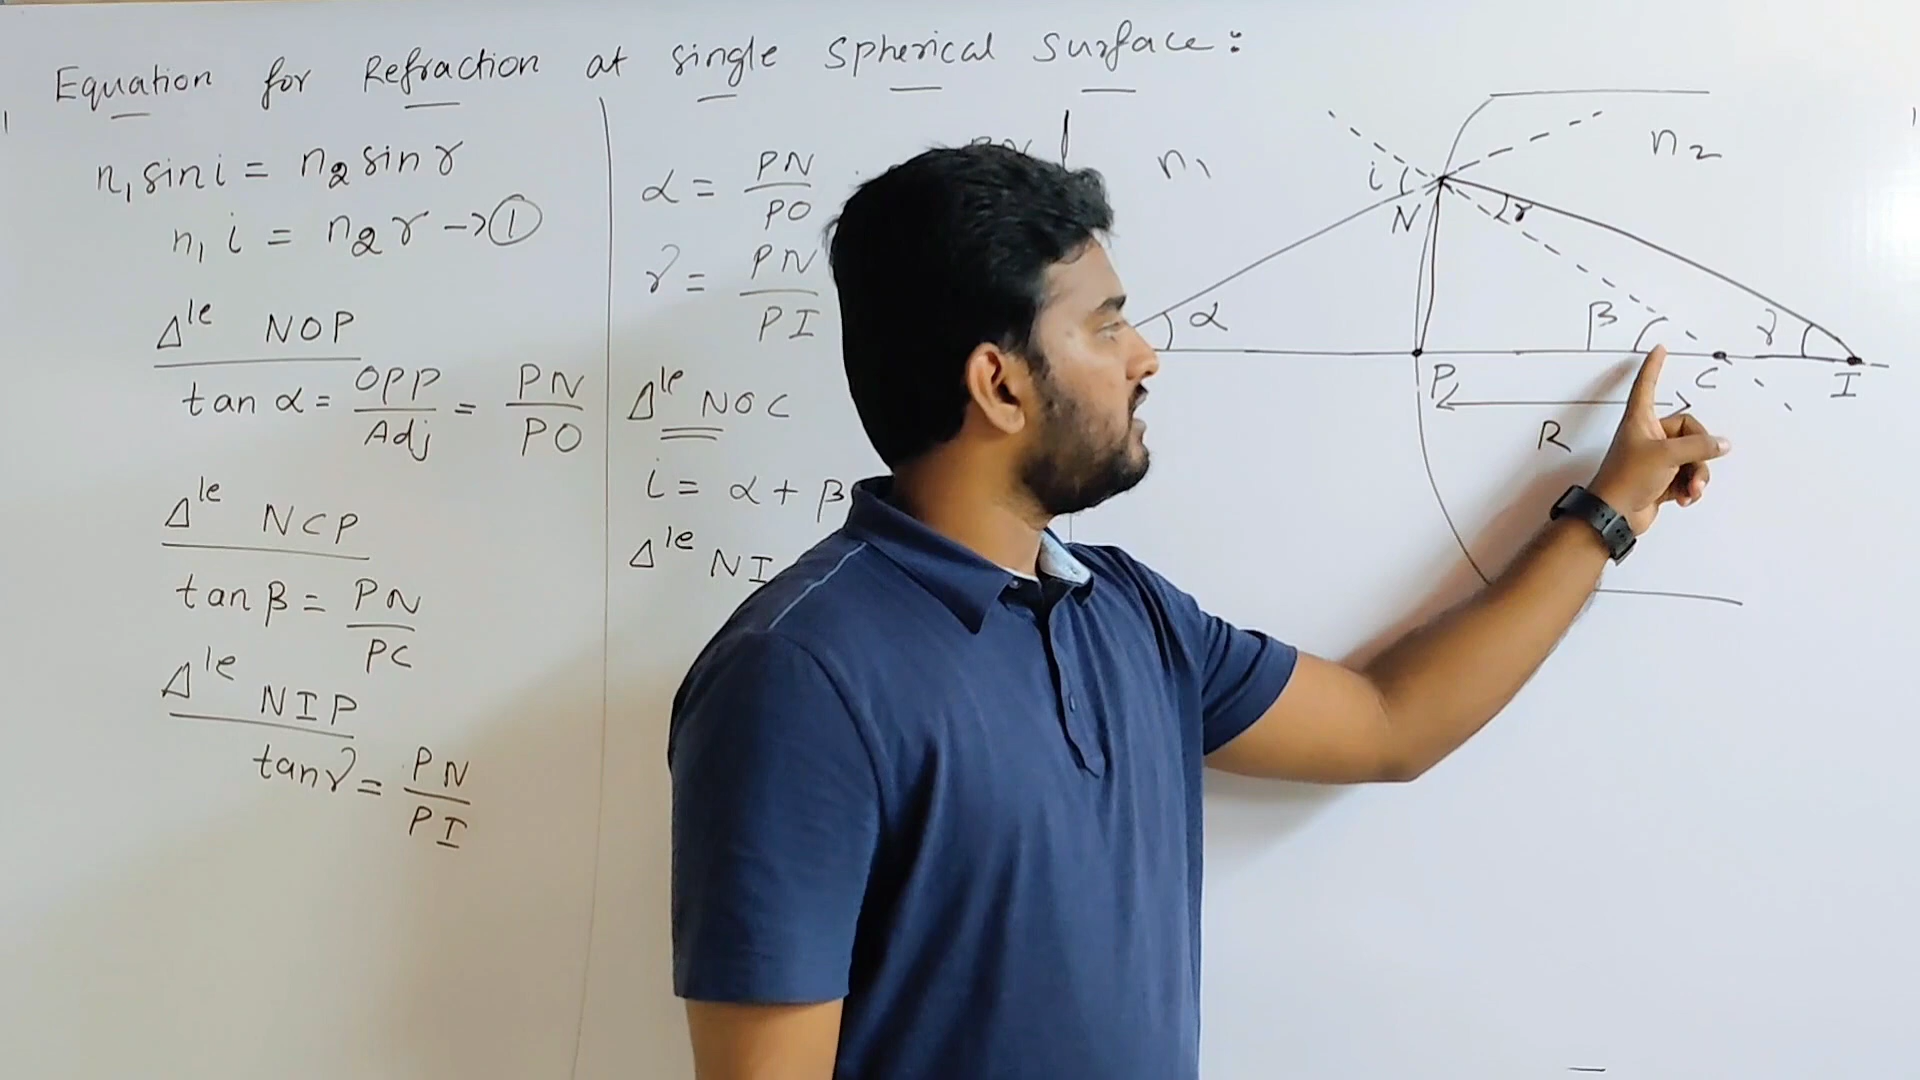 Equation for Refraction at single spherical surface:
n₁ sin i = n₂ sin r
n₁ i = n₂ r → ①
Δle NOP
tan α = OPP/Adj = PN/PO
Δle NCP
tan β = PN/PC
Δle NIP
tan γ = PN/PI
α = PN/PO
γ = PN/PI
Δle NOC
i = α + β
Δle NI
n₁
n₂
i
N
r
α
β
γ
P
C
I
R